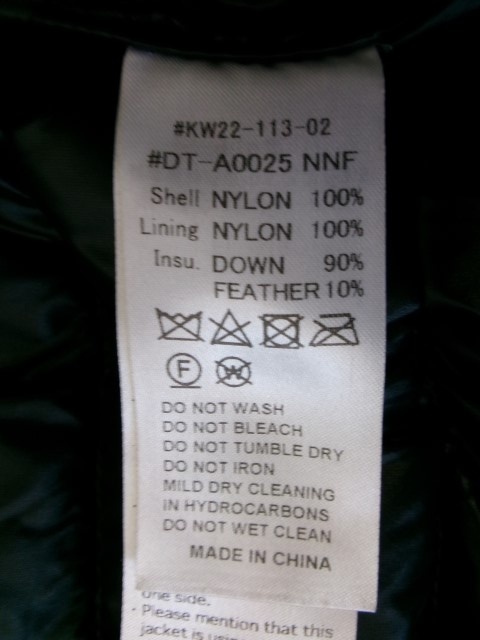 #KW22-113-02
#DT-A0025 NNF
Shell NYLON 100%
Lining NYLON 100%
Insu. DOWN 90%
FEATHER 10%
F W
DO NOT WASH
DO NOT BLEACH
DO NOT TUMBLE DRY
DO NOT IRON
MILD DRY CLEANING
IN HYDROCARBONS
DO NOT WET CLEAN
MADE IN CHINA
one side.
· Please mention that this
jacket is